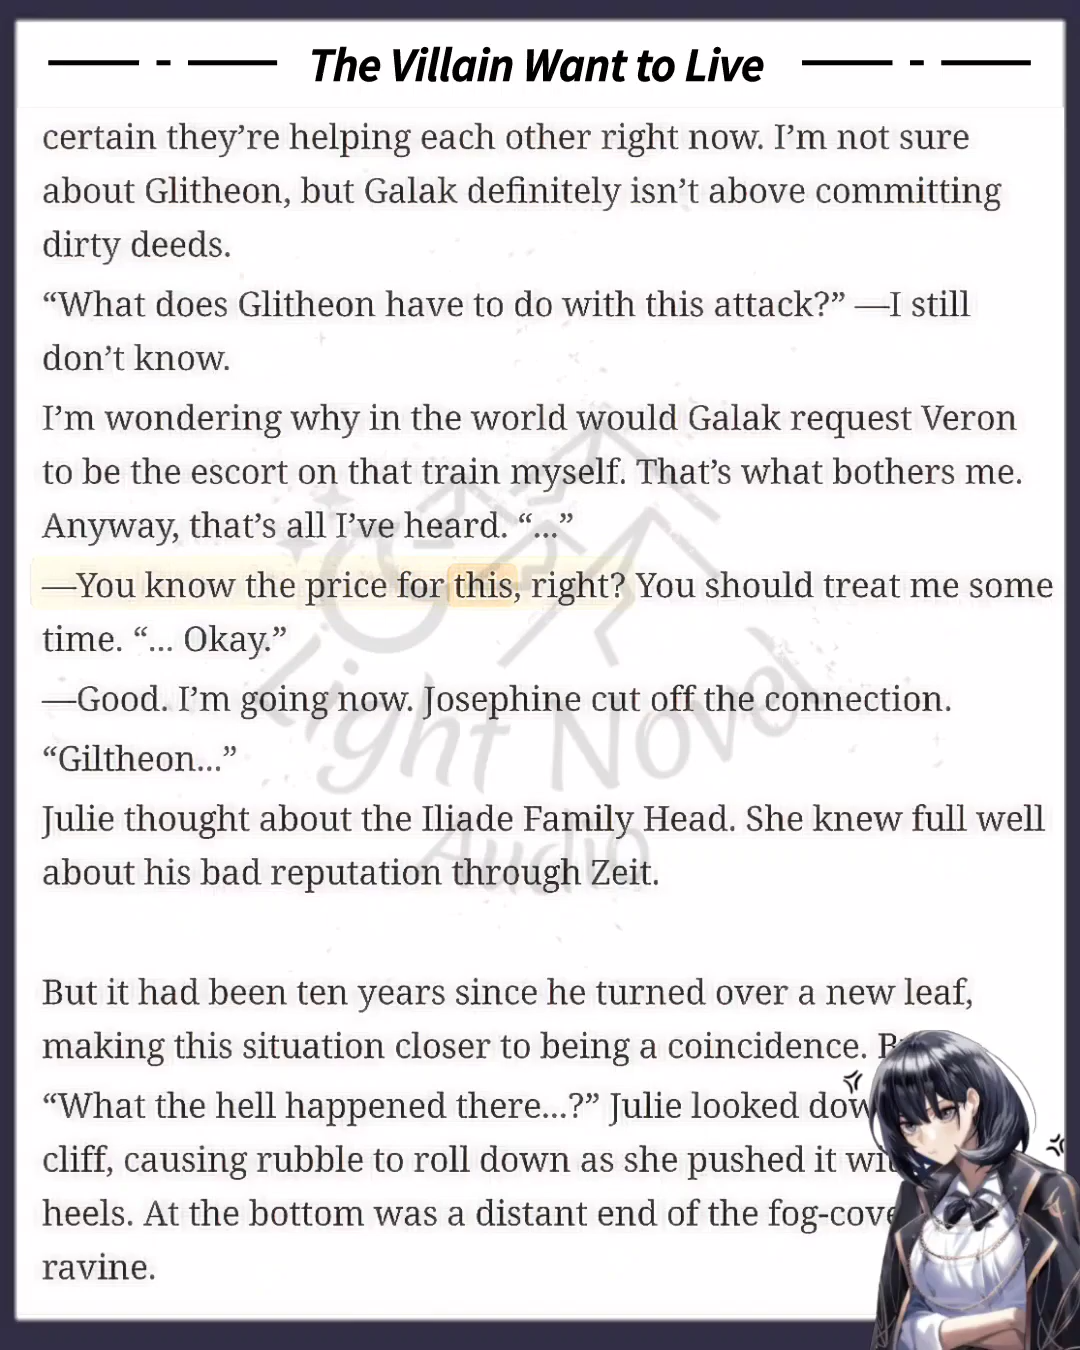 The Villain Want to Live
certain they’re helping each other right now. I’m not sure
about Glitheon, but Galak definitely isn’t above committing
dirty deeds.
“What does Glitheon have to do with this attack?” —I still
don’t know.
I’m wondering why in the world would Galak request Veron
to be the escort on that train myself. That’s what bothers me.
Anyway, that’s all I’ve heard. “...”
—You know the price for this, right? You should treat me some
time. “... Okay.”
—Good. I’m going now. Josephine cut off the connection.
“Giltheon...”
Julie thought about the Iliade Family Head. She knew full well
about his bad reputation through Zeit.
But it had been ten years since he turned over a new leaf,
making this situation closer to being a coincidence.
“What the hell happened there...?” Julie looked
cliff, causing rubble to roll down as she pushed it
heels. At the bottom was a distant end of the
ravine.
Light Novel
Audio